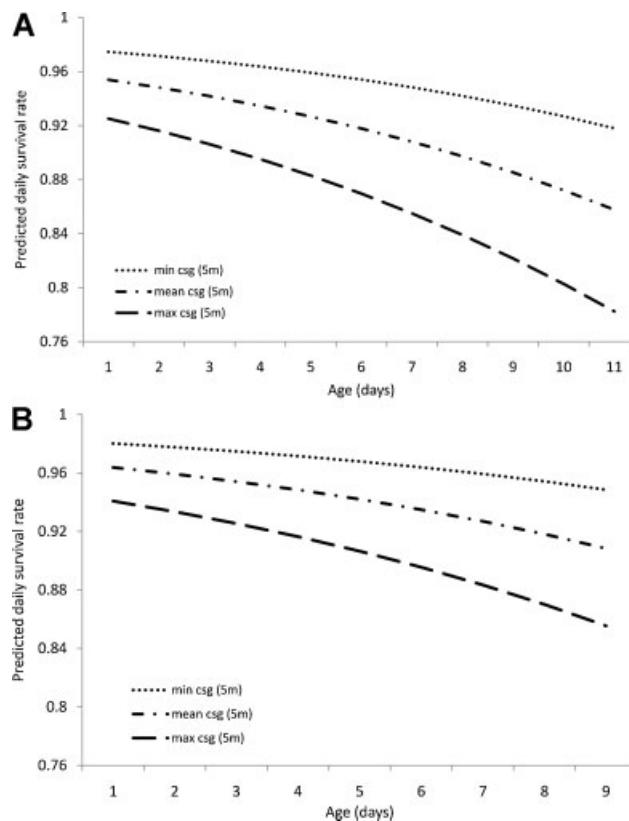 A
Predicted daily survival rate
1
0.96
0.92
0.88
0.84
0.8
0.76
min csg (5m)
mean csg (5m)
max csg (5m)
1 2 3 4 5 6 7 8 9 10 11
Age (days)
B
Predicted daily survival rate
1
0.96
0.92
0.88
0.84
0.8
0.76
min csg (5m)
mean csg (5m)
max csg (5m)
1 2 3 4 5 6 7 8 9
Age (days)